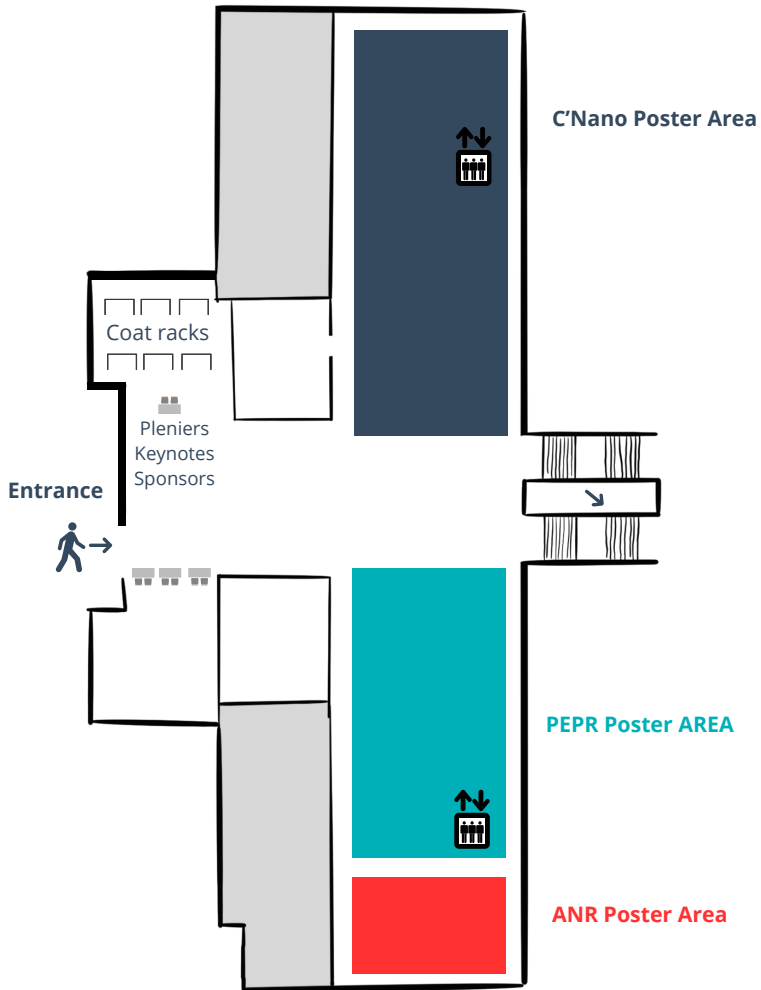 C'Nano Poster Area
Coat racks
Pleniers
Keynotes
Sponsors
Entrance
PEPR Poster AREA
ANR Poster Area